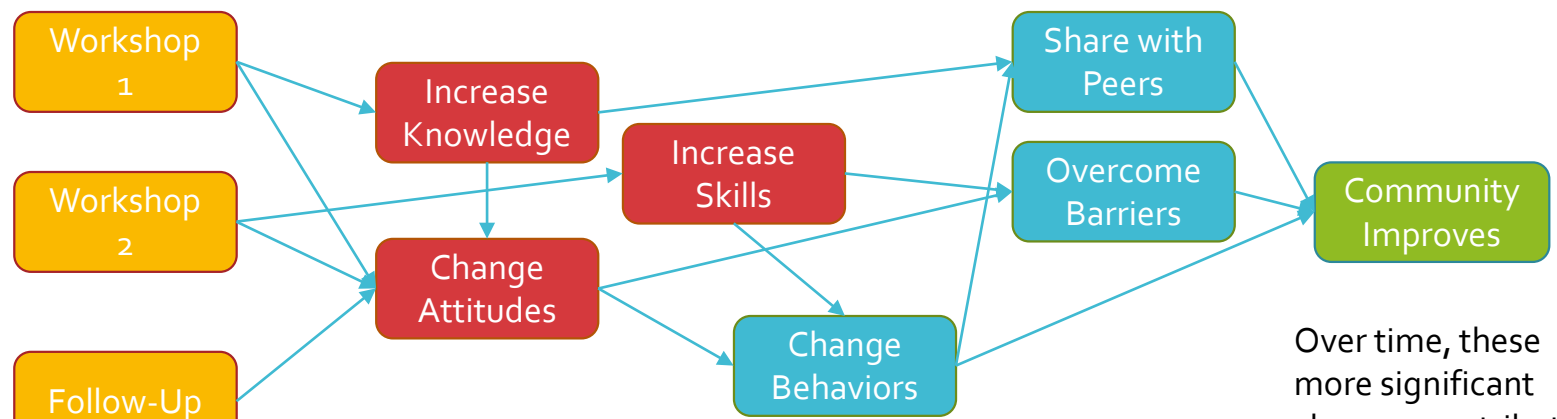 Workshop
1
Increase
Knowledge
Share with
Peers
Workshop
2
Increase
Skills
Overcome
Barriers
Community
Improves
Change
Attitudes
Change
Behaviors
Follow-Up
Over time, these
more significant